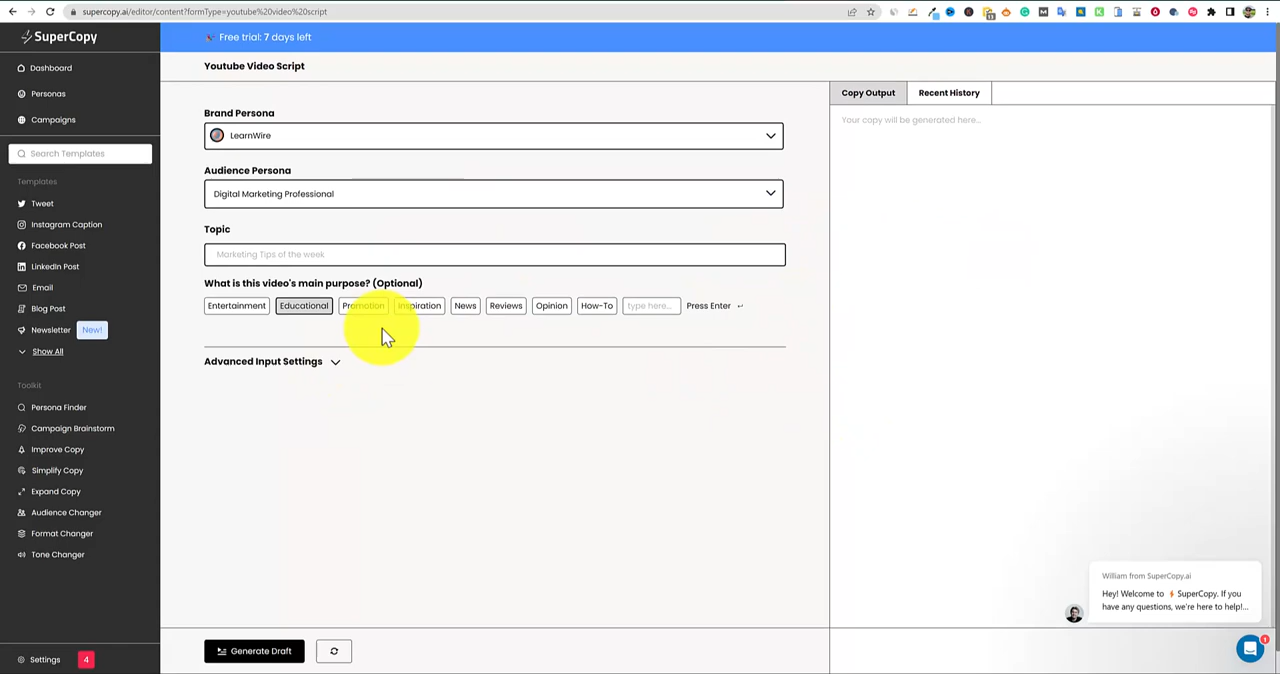 supercopy.ai/editor/content?formType=youtube%20video%20script
SuperCopy
Free trial: 7 days left
Dashboard
Personas
Campaigns
Search Templates
Templates
Tweet
Instagram Caption
Facebook Post
LinkedIn Post
Email
Blog Post
Newsletter New!
Show All
Toolkit
Persona Finder
Campaign Brainstorm
Improve Copy
Simplify Copy
Expand Copy
Audience Changer
Format Changer
Tone Changer
Settings 4
Youtube Video Script
Brand Persona
LearnWire
Audience Persona
Digital Marketing Professional
Topic
Marketing Tips of the week
What is this video's main purpose? (Optional)
Entertainment Educational Promotion Inspiration News Reviews Opinion How-To type here... Press Enter
Advanced Input Settings
Generate Draft
Copy Output Recent History
Your copy will be generated here...
William from SuperCopy.ai
Hey! Welcome to ⚡ SuperCopy. If you
have any questions, we're here to help!...
1